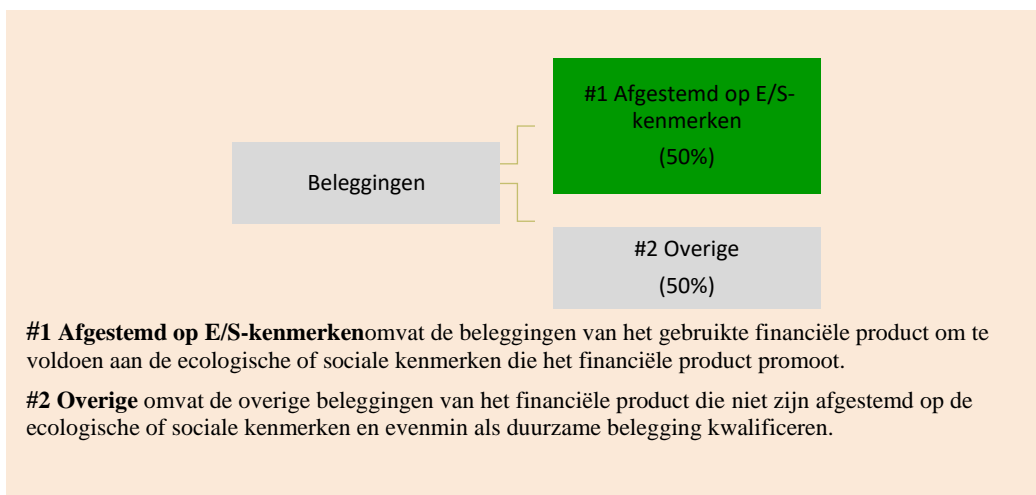 #1 Afgestemd op E/S-
kenmerken
(50%)
Beleggingen
#2 Overige
(50%)
#1 Afgestemd op E/S-kenmerkenomvat de beleggingen van het gebruikte financiële product om te
voldoen aan de ecologische of sociale kenmerken die het financiële product promoot.
#2 Overige omvat de overige beleggingen van het financiële product die niet zijn afgestemd op de
ecologische of sociale kenmerken en evenmin als duurzame belegging kwalificeren.